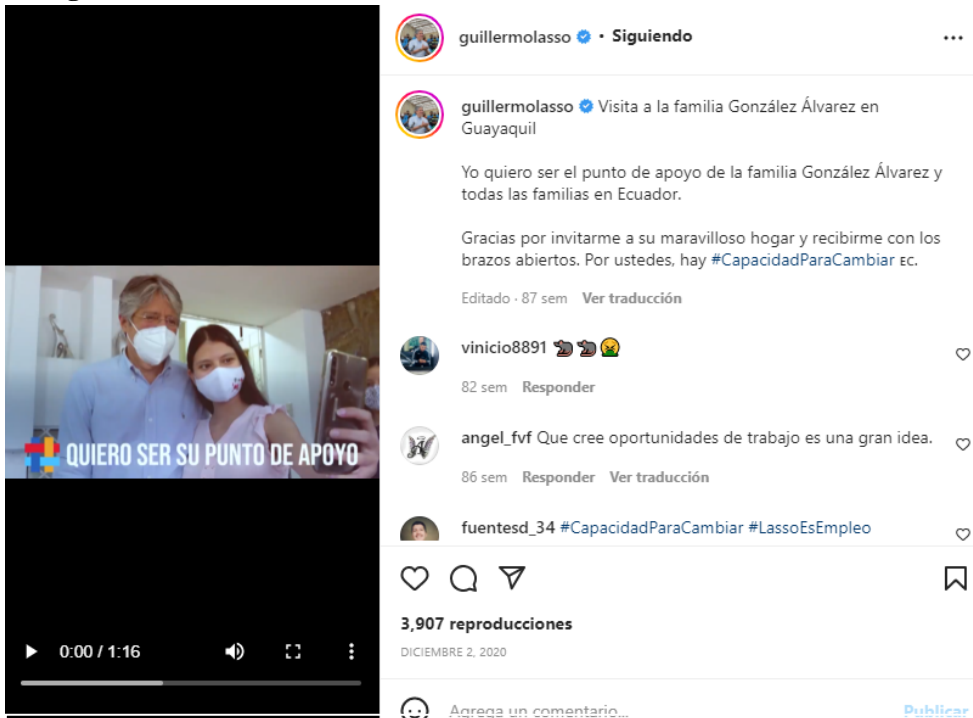 guillermolasso • Siguiendo
guillermolasso Visita a la familia González Álvarez en
Guayaquil
Yo quiero ser el punto de apoyo de la familia González Álvarez y
todas las familias en Ecuador.
Gracias por invitarme a su maravilloso hogar y recibirme con los
brazos abiertos. Por ustedes, hay #CapacidadParaCambiar EC.
Editado · 87 sem Ver traducción
vinicio8891 🐀🐀🤮
82 sem Responder
angel_fvf Que cree oportunidades de trabajo es una gran idea.
86 sem Responder Ver traducción
fuentesd_34 #CapacidadParaCambiar #LassoEsEmpleo
QUIERO SER SU PUNTO DE APOYO
0:00 / 1:16
3,907 reproducciones
DICIEMBRE 2, 2020
Agrega un comentario...
Publicar